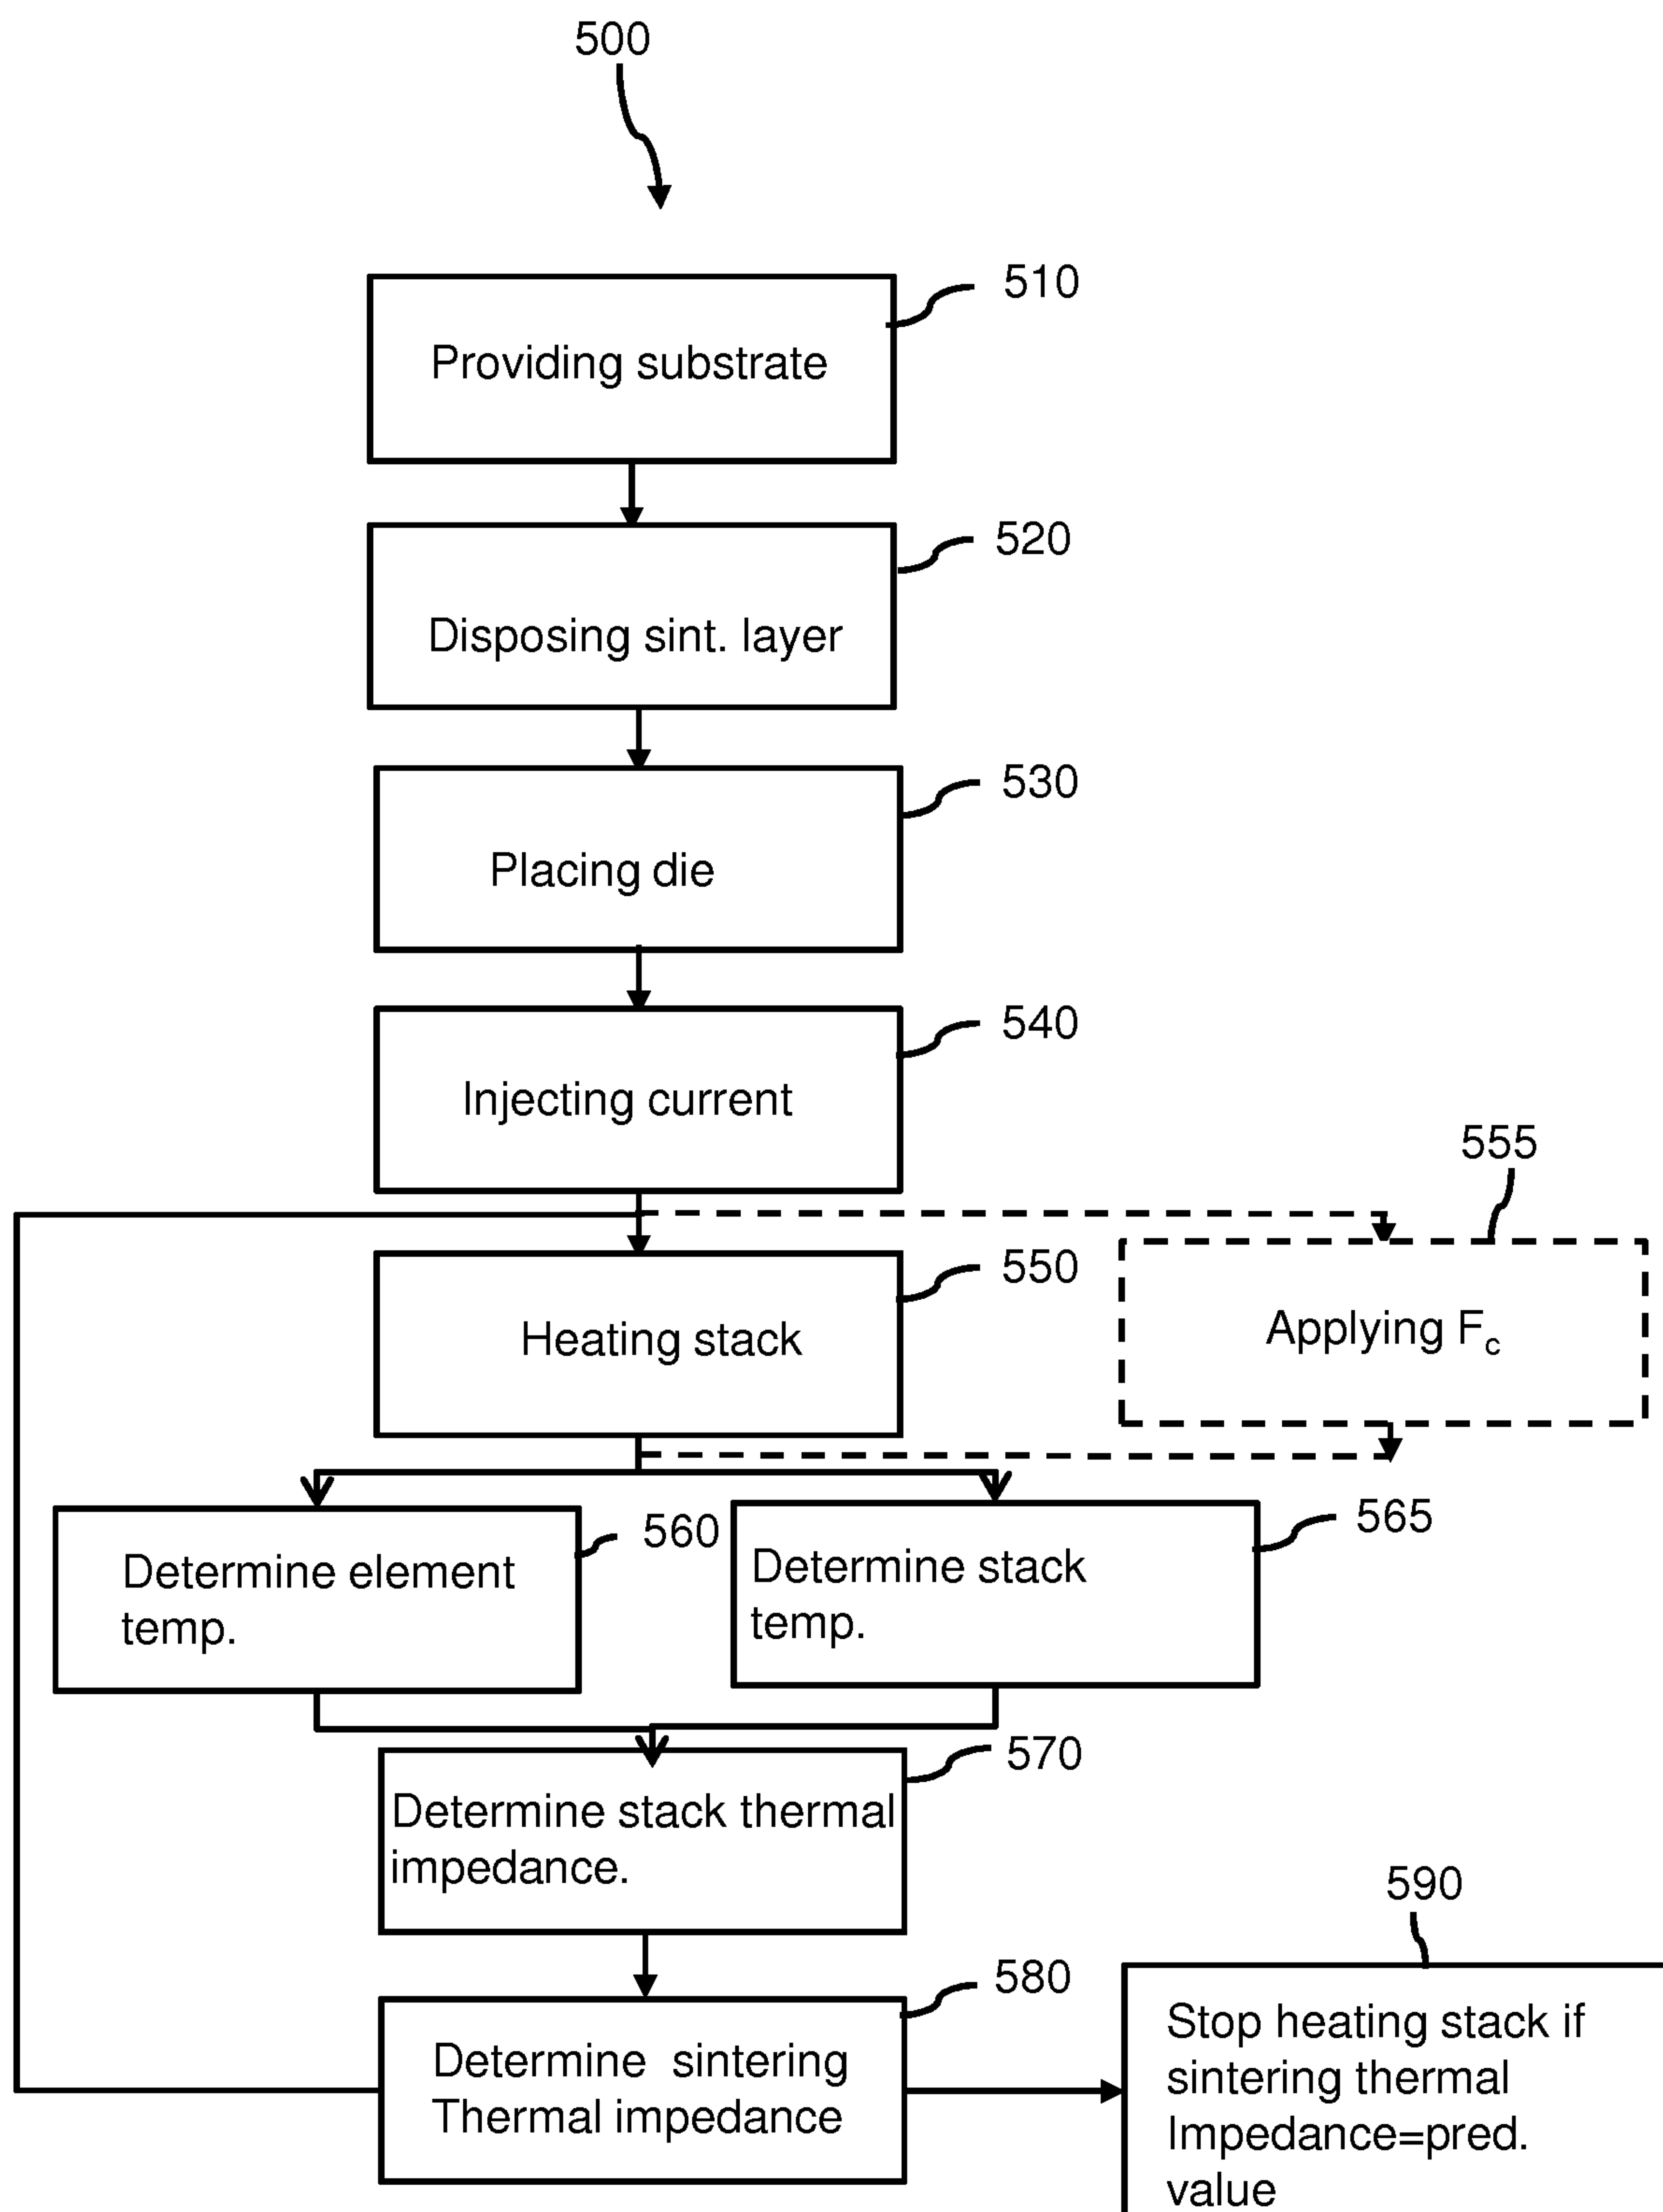 500
510
Providing substrate
520
Disposing sint. layer
530
Placing die
540
Injecting current
555
550
Heating stack
Applying Fc
560
Determine element
temp.
565
Determine stack
temp.
570
Determine stack thermal
impedance.
580
Determine sintering
Thermal impedance
590
Stop heating stack if
sintering thermal
Impedance=pred.
value